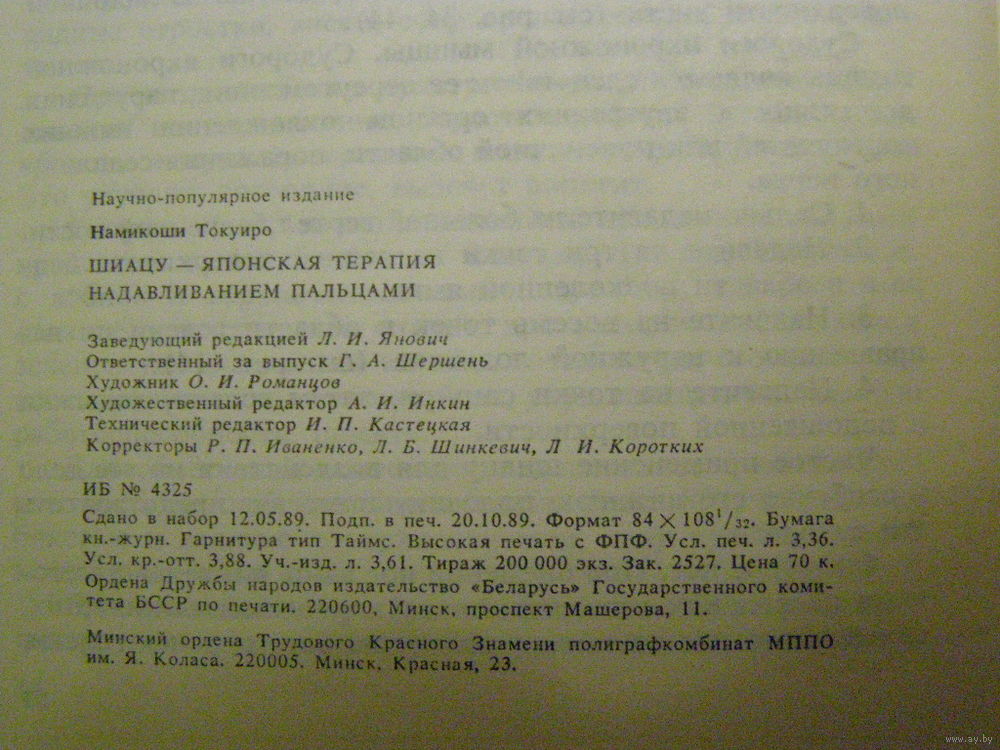 Научно-популярное издание
Намикоши Токуиро
ШИАЦУ — ЯПОНСКАЯ ТЕРАПИЯ
НАДАВЛИВАНИЕМ ПАЛЬЦАМИ
Заведующий редакцией Л. И. Янович
Ответственный за выпуск Г. А. Шершень
Художник О. И. Романцов
Художественный редактор А. И. Инкин
Технический редактор И. П. Кастецкая
Корректоры Р. П. Иваненко, Л. Б. Шинкевич, Л И. Коротких
ИБ № 4325
Сдано в набор 12.05.89. Подп. в печ. 20.10.89. Формат 84 × 108¹/₃₂. Бумага
кн.-журн. Гарнитура тип Таймс. Высокая печать с ФПФ. Усл. печ. л. 3,36.
Усл. кр.-отт. 3,88. Уч.-изд. л. 3,61. Тираж 200 000 экз. Зак. 2527. Цена 70 к.
Ордена Дружбы народов издательство «Беларусь» Государственного коми-
тета БССР по печати. 220600, Минск, проспект Машерова, 11.
Минский ордена Трудового Красного Знамени полиграфкомбинат МППО
им. Я. Коласа. 220005. Минск. Красная, 23.
www.ay.by